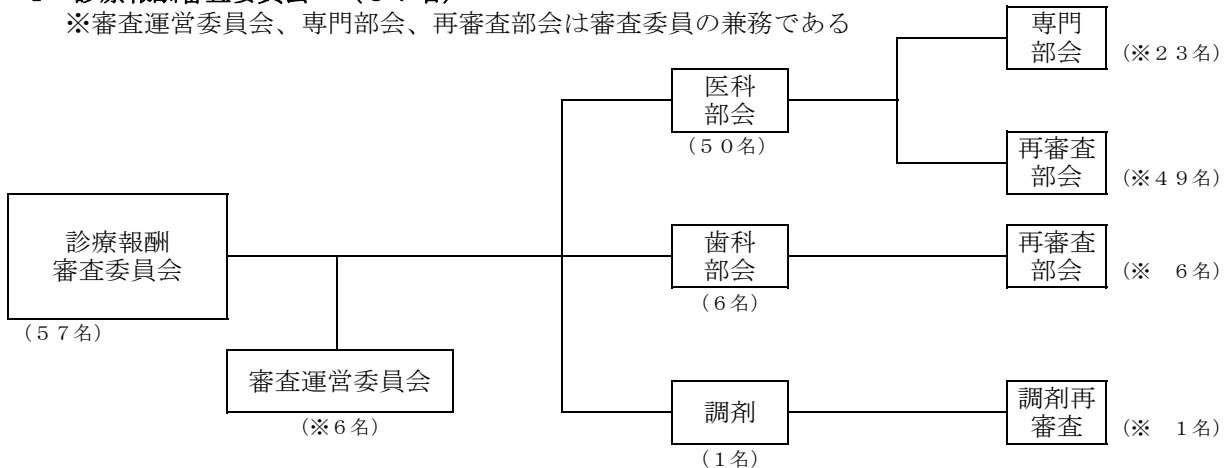 ※審査運営委員会、専門部会、再審査部会は審査委員の兼務である
専門
部会
(※23名)
医科
部会
(50名)
再審査
部会
(※49名)
診療報酬
審査委員会
(57名)
歯科
部会
(6名)
再審査
部会
(※ 6名)
審査運営委員会
(※6名)
調剤
(1名)
調剤再
審査
(※ 1名)